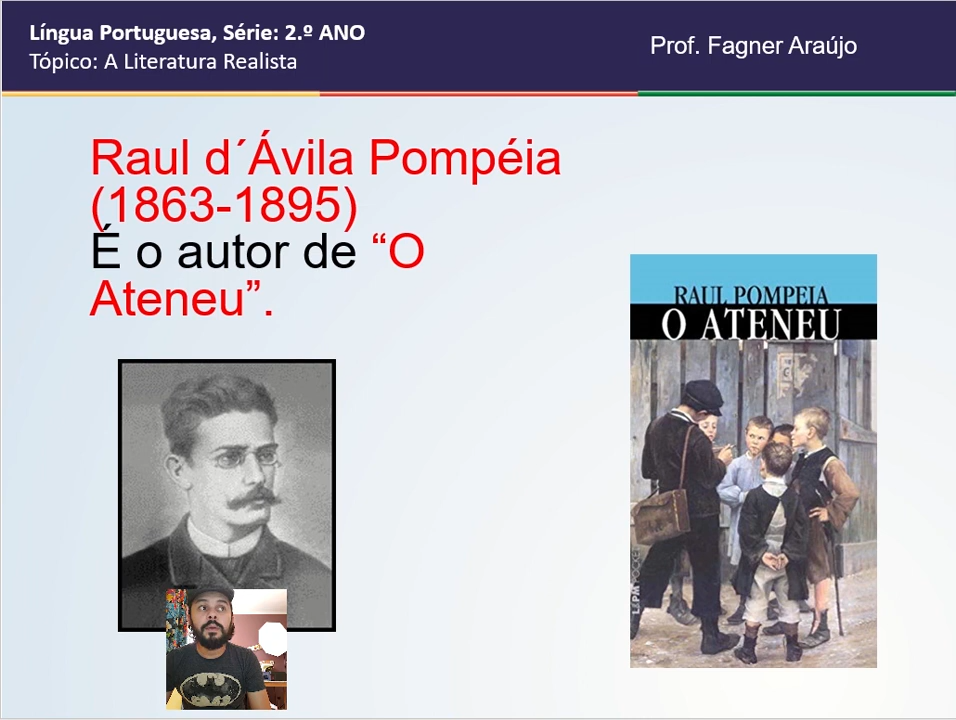 Língua Portuguesa, Série: 2.º ANO
Tópico: A Literatura Realista
Prof. Fagner Araújo
Raul d´Ávila Pompéia
(1863-1895)
É o autor de “O
Ateneu”.
RAUL POMPEIA
O ATENEU
L&PM POCKET